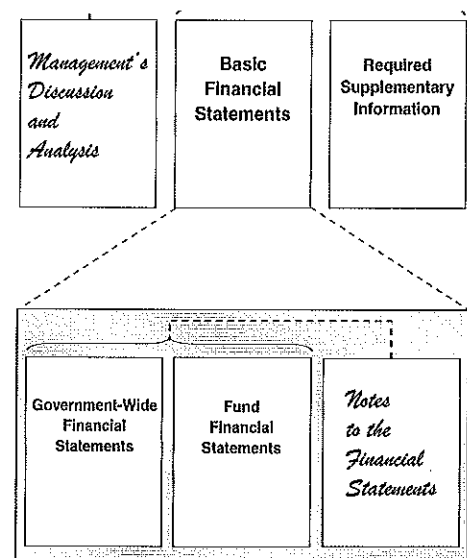 Management's
Discussion
and
Analysis
Basic
Financial
Statements
Required
Supplementary
Information
Government-Wide
Financial
Statements
Fund
Financial
Statements
Notes
to the
Financial
Statements